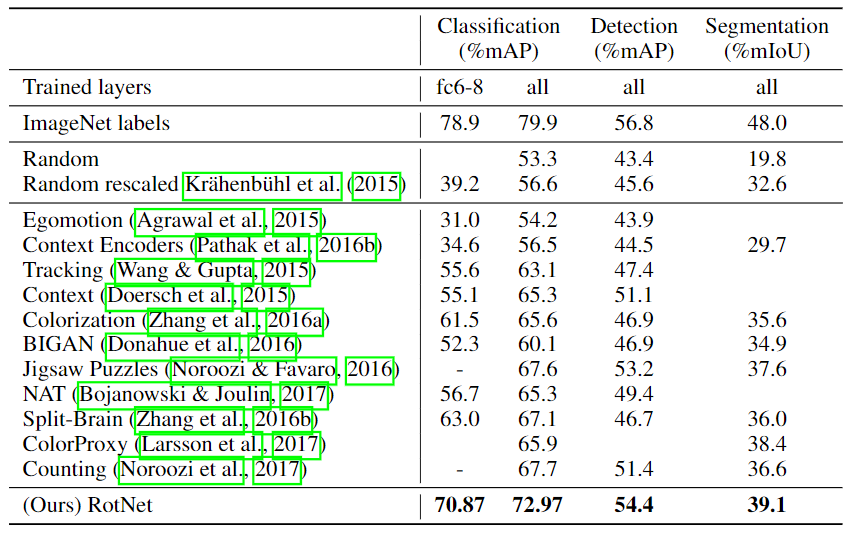 Classification Detection Segmentation
(%mAP) (%mAP) (%mIoU)
Trained layers fc6-8 all all all
ImageNet labels 78.9 79.9 56.8 48.0
Random 53.3 43.4 19.8
Random rescaled Krähenbühl et al. (2015) 39.2 56.6 45.6 32.6
Egomotion (Agrawal et al., 2015) 31.0 54.2 43.9
Context Encoders (Pathak et al., 2016b) 34.6 56.5 44.5 29.7
Tracking (Wang & Gupta, 2015) 55.6 63.1 47.4
Context (Doersch et al., 2015) 55.1 65.3 51.1
Colorization (Zhang et al., 2016a) 61.5 65.6 46.9 35.6
BIGAN (Donahue et al., 2016) 52.3 60.1 46.9 34.9
Jigsaw Puzzles (Noroozi & Favaro, 2016) - 67.6 53.2 37.6
NAT (Bojanowski & Joulin, 2017) 56.7 65.3 49.4
Split-Brain (Zhang et al., 2016b) 63.0 67.1 46.7 36.0
ColorProxy (Larsson et al., 2017) 65.9 38.4
Counting (Noroozi et al., 2017) - 67.7 51.4 36.6
(Ours) RotNet 70.87 72.97 54.4 39.1